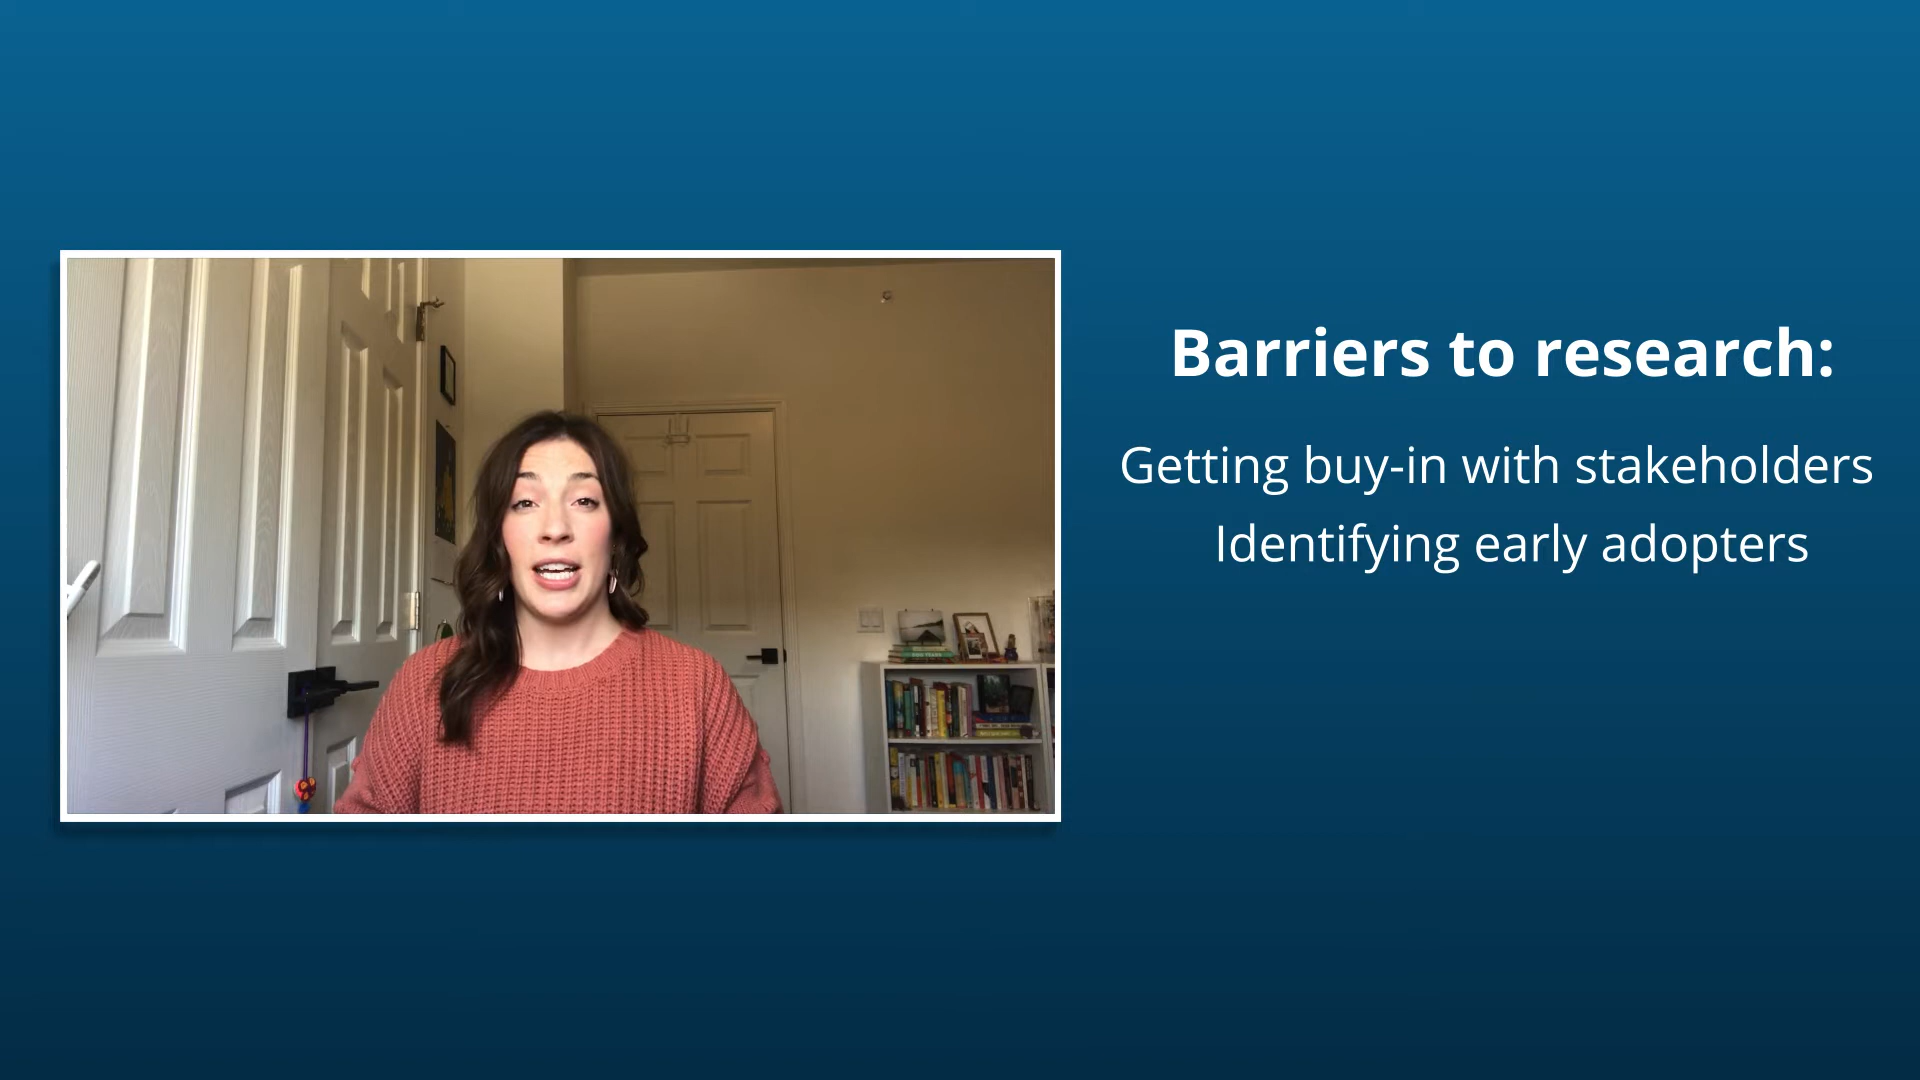 Barriers to research:
Getting buy-in with stakeholders
Identifying early adopters